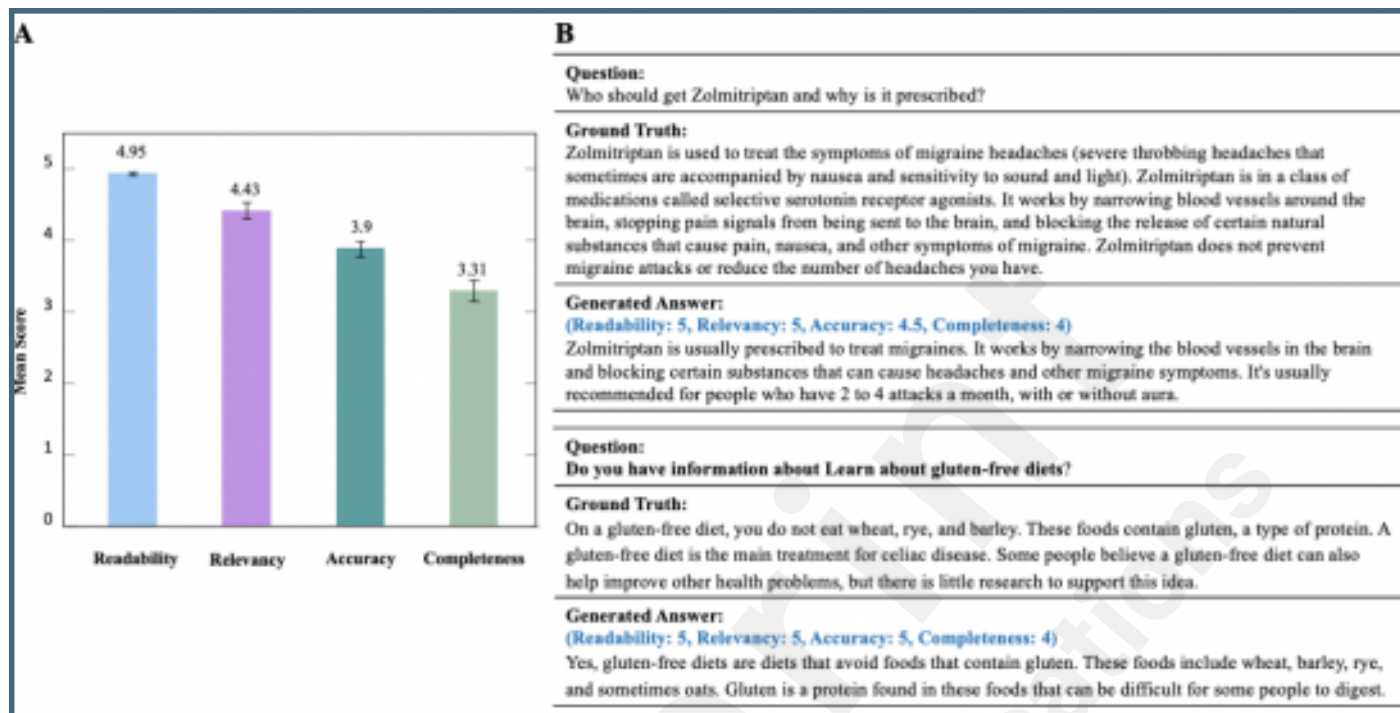 A
4.95
4.43
3.9
3.31
5
4
3
2
1
0
Mean Score
Readability
Relevancy
Accuracy
Completeness
B
Question:
Who should get Zolmitriptan and why is it prescribed?
Ground Truth:
Zolmitriptan is used to treat the symptoms of migraine headaches (severe throbbing headaches that
sometimes are accompanied by nausea and sensitivity to sound and light). Zolmitriptan is in a class of
medications called selective serotonin receptor agonists. It works by narrowing blood vessels around the
brain, stopping pain signals from being sent to the brain, and blocking the release of certain natural
substances that cause pain, nausea, and other symptoms of migraine. Zolmitriptan does not prevent
migraine attacks or reduce the number of headaches you have.
Generated Answer:
(Readability: 5, Relevancy: 5, Accuracy: 4.5, Completeness: 4)
Zolmitriptan is usually prescribed to treat migraines. It works by narrowing the blood vessels in the brain
and blocking certain substances that can cause headaches and other migraine symptoms. It's usually
recommended for people who have 2 to 4 attacks a month, with or without aura.
Question:
Do you have information about Learn about gluten-free diets?
Ground Truth:
On a gluten-free diet, you do not eat wheat, rye, and barley. These foods contain gluten, a type of protein. A
gluten-free diet is the main treatment for celiac disease. Some people believe a gluten-free diet can also
help improve other health problems, but there is little research to support this idea.
Generated Answer:
(Readability: 5, Relevancy: 5, Accuracy: 5, Completeness: 4)
Yes, gluten-free diets are diets that avoid foods that contain gluten. These foods include wheat, barley, rye,
and sometimes oats. Gluten is a protein found in these foods that can be difficult for some people to digest.